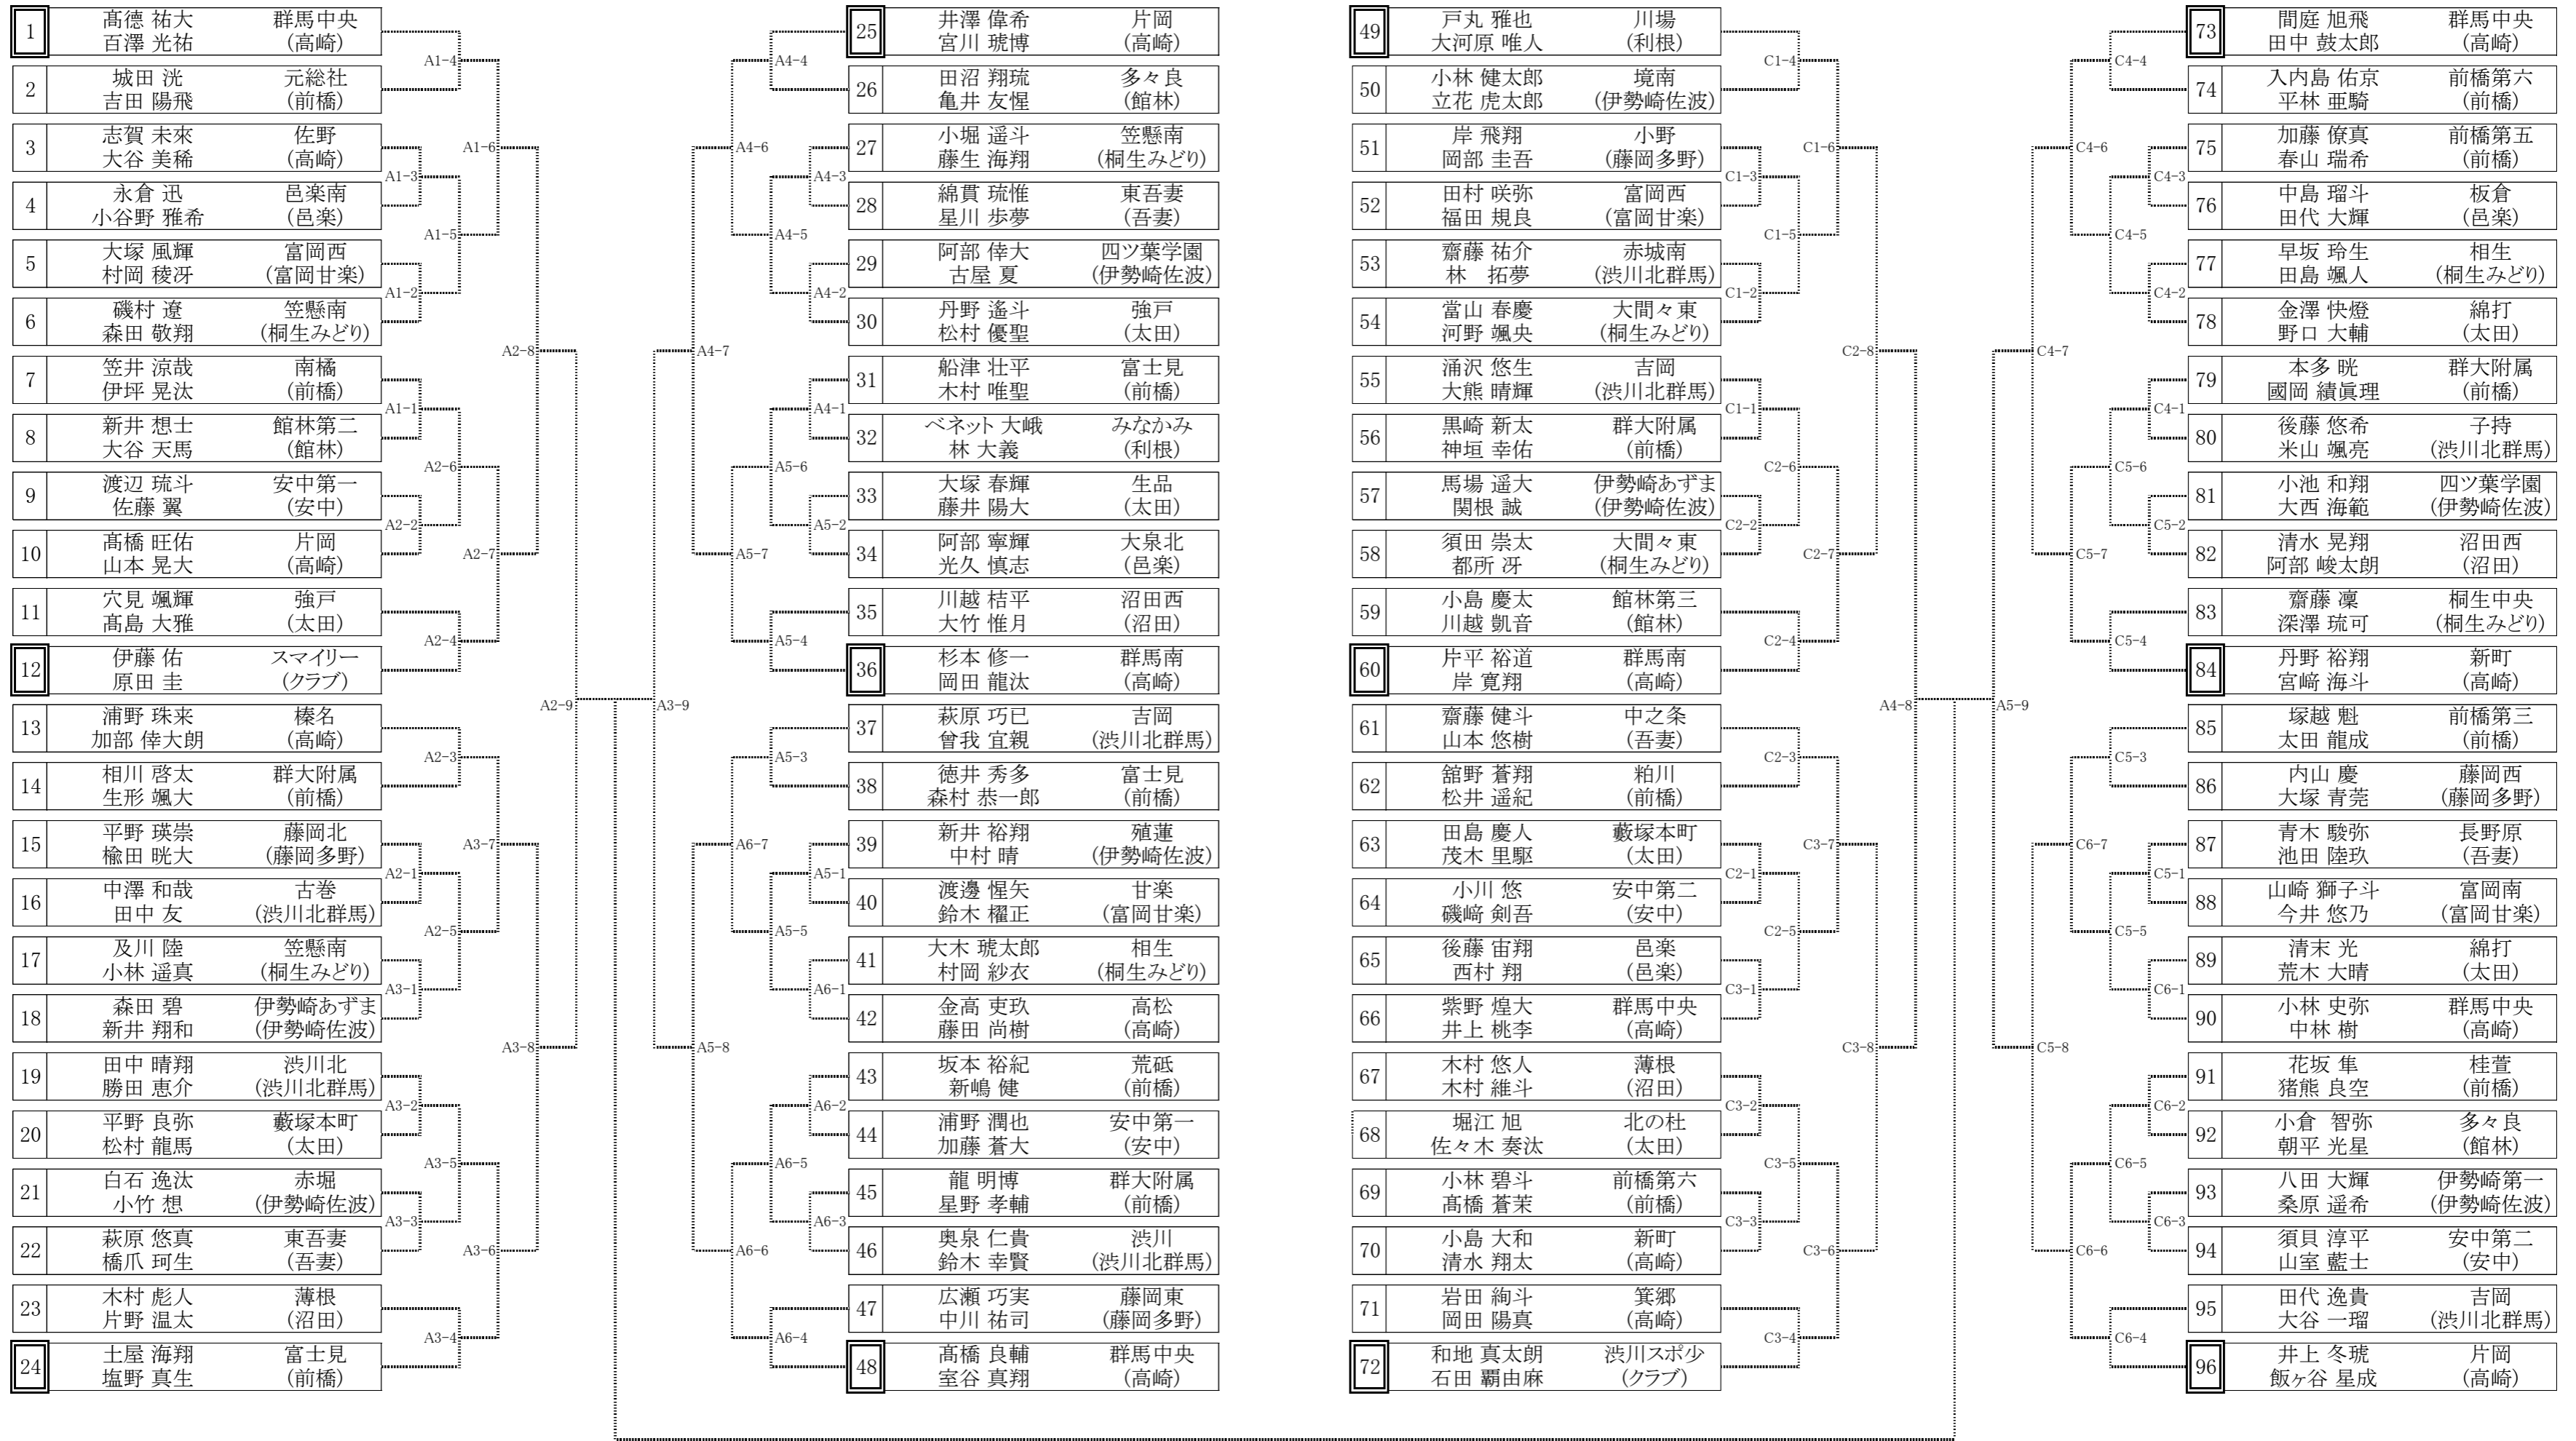 1 髙德 祐大 群馬中央
百澤 光祐 (高崎)
A1-4
2 城田 洸 元総社
吉田 陽飛 (前橋)
3 志賀 未來 佐野
大谷 美稀 (高崎)
A1-6
A1-3
4 永倉 迅 邑楽南
小谷野 雅希 (邑楽)
A1-5
5 大塚 風輝 富岡西
村岡 稜冴 (富岡甘楽)
A1-2
6 磯村 遼 笠懸南
森田 敬翔 (桐生みどり)
A2-8
7 笠井 涼哉 南橘
伊坪 晃汰 (前橋)
A1-1
8 新井 想士 館林第二
大谷 天馬 (館林)
A2-6
9 渡辺 琉斗 安中第一
佐藤 翼 (安中)
A2-2
10 髙橋 旺佑 片岡
山本 晃大 (高崎)
A2-7
11 穴見 颯輝 強戸
髙島 大雅 (太田)
A2-4
12 伊藤 佑 スマイリー
原田 圭 (クラブ)
A2-9
13 浦野 珠来 榛名
加部 倖大朗 (高崎)
A2-3
14 相川 啓太 群大附属
生形 颯大 (前橋)
15 平野 瑛崇 藤岡北
楡田 晄大 (藤岡多野)
A3-7
A2-1
16 中澤 和哉 古巻
田中 友 (渋川北群馬)
A2-5
17 及川 陸 笠懸南
小林 遥真 (桐生みどり)
A3-1
18 森田 碧 伊勢崎あずま
新井 翔和 (伊勢崎佐波)
A3-8
19 田中 晴翔 渋川北
勝田 恵介 (渋川北群馬)
A3-2
20 平野 良弥 藪塚本町
松村 龍馬 (太田)
A3-5
21 白石 逸汰 赤堀
小竹 想 (伊勢崎佐波)
A3-3
22 萩原 悠真 東吾妻
橋爪 珂生 (吾妻)
A3-6
23 木村 彪人 薄根
片野 温太 (沼田)
A3-4
24 土屋 海翔 富士見
塩野 真生 (前橋)
25 井澤 偉希 片岡
宮川 琥博 (高崎)
A4-4
26 田沼 翔琉 多々良
亀井 友惺 (館林)
27 小堀 遥斗 笠懸南
藤生 海翔 (桐生みどり)
A4-6
A4-3
28 綿貫 琉惟 東吾妻
星川 歩夢 (吾妻)
A4-5
29 阿部 倖大 四ツ葉学園
古屋 夏 (伊勢崎佐波)
A4-2
30 丹野 遙斗 強戸
松村 優聖 (太田)
A4-7
31 船津 壮平 富士見
木村 唯聖 (前橋)
A4-1
32 ベネット 大峨 みなかみ
林 大義 (利根)
A5-6
33 大塚 春輝 生品
藤井 陽大 (太田)
A5-2
34 阿部 寧輝 大泉北
光久 慎志 (邑楽)
A5-7
35 川越 桔平 沼田西
大竹 惟月 (沼田)
A5-4
36 杉本 修一 群馬南
岡田 龍汰 (高崎)
A3-9
37 萩原 巧已 吉岡
曾我 宜親 (渋川北群馬)
A5-3
38 徳井 秀多 富士見
森村 恭一郎 (前橋)
39 新井 裕翔 殖蓮
中村 晴 (伊勢崎佐波)
A6-7
A5-1
40 渡邊 惺矢 甘楽
鈴木 櫂正 (富岡甘楽)
A5-5
41 大木 琥太郎 相生
村岡 紗衣 (桐生みどり)
A6-1
42 金高 吏玖 高松
藤田 尚樹 (高崎)
A5-8
43 坂本 裕紀 荒砥
新嶋 健 (前橋)
A6-2
44 浦野 潤也 安中第一
加藤 蒼大 (安中)
A6-5
45 龍 明博 群大附属
星野 孝輔 (前橋)
A6-3
46 奥泉 仁貴 渋川
鈴木 幸賢 (渋川北群馬)
A6-6
47 広瀬 巧実 藤岡東
中川 祐司 (藤岡多野)
A6-4
48 髙橋 良輔 群馬中央
室谷 真翔 (高崎)
49 戸丸 雅也 川場
大河原 唯人 (利根)
C1-4
50 小林 健太郎 境南
立花 虎太郎 (伊勢崎佐波)
51 岸 飛翔 小野
岡部 圭吾 (藤岡多野)
C1-6
C1-3
52 田村 咲弥 富岡西
福田 規良 (富岡甘楽)
C1-5
53 齋藤 祐介 赤城南
林 拓夢 (渋川北群馬)
C1-2
54 當山 春慶 大間々東
河野 颯央 (桐生みどり)
C2-8
55 涌沢 悠生 吉岡
大熊 晴輝 (渋川北群馬)
C1-1
56 黒崎 新太 群大附属
神垣 幸佑 (前橋)
C2-6
57 馬場 遥大 伊勢崎あずま
関根 誠 (伊勢崎佐波)
C2-2
58 須田 崇太 大間々東
都所 冴 (桐生みどり)
C2-7
59 小島 慶太 館林第三
川越 凱音 (館林)
C2-4
60 片平 裕道 群馬南
岸 寛翔 (高崎)
A4-8
61 齋藤 健斗 中之条
山本 悠樹 (吾妻)
C2-3
62 舘野 蒼翔 粕川
松井 遥紀 (前橋)
63 田島 慶人 藪塚本町
茂木 里駆 (太田)
C3-7
C2-1
64 小川 悠 安中第二
磯﨑 剣吾 (安中)
C2-5
65 後藤 宙翔 邑楽
西村 翔 (邑楽)
C3-1
66 紫野 煌大 群馬中央
井上 桃李 (高崎)
C3-8
67 木村 悠人 薄根
木村 維斗 (沼田)
C3-2
68 堀江 旭 北の杜
佐々木 奏汰 (太田)
C3-5
69 小林 碧斗 前橋第六
髙橋 蒼茉 (前橋)
C3-3
70 小島 大和 新町
清水 翔太 (高崎)
C3-6
71 岩田 絢斗 箕郷
岡田 陽真 (高崎)
C3-4
72 和地 真太朗 渋川スポ少
石田 覇由麻 (クラブ)
73 間庭 旭飛 群馬中央
田中 鼓太郎 (高崎)
C4-4
74 入内島 佑京 前橋第六
平林 亜騎 (前橋)
75 加藤 僚真 前橋第五
春山 瑞希 (前橋)
C4-6
C4-3
76 中島 瑠斗 板倉
田代 大輝 (邑楽)
C4-5
77 早坂 玲生 相生
田島 颯人 (桐生みどり)
C4-2
78 金澤 快燈 綿打
野口 大輔 (太田)
C4-7
79 本多 晄 群大附属
國岡 績眞理 (前橋)
C4-1
80 後藤 悠希 子持
米山 颯亮 (渋川北群馬)
C5-6
81 小池 和翔 四ツ葉学園
大西 海範 (伊勢崎佐波)
C5-2
82 清水 晃翔 沼田西
阿部 峻太朗 (沼田)
C5-7
83 齋藤 凜 桐生中央
深澤 琉可 (桐生みどり)
C5-4
84 丹野 裕翔 新町
宮﨑 海斗 (高崎)
A5-9
85 塚越 魁 前橋第三
太田 龍成 (前橋)
C5-3
86 内山 慶 藤岡西
大塚 青莞 (藤岡多野)
87 青木 駿弥 長野原
池田 陸玖 (吾妻)
C6-7
C5-1
88 山崎 獅子斗 富岡南
今井 悠乃 (富岡甘楽)
C5-5
89 清末 光 綿打
荒木 大晴 (太田)
C6-1
90 小林 史弥 群馬中央
中林 樹 (高崎)
C5-8
91 花坂 隼 桂萱
猪熊 良空 (前橋)
C6-2
92 小倉 智弥 多々良
朝平 光星 (館林)
C6-5
93 八田 大輝 伊勢崎第一
桑原 遥希 (伊勢崎佐波)
C6-3
94 須貝 淳平 安中第二
山室 藍士 (安中)
C6-6
95 田代 逸貴 吉岡
大谷 一瑠 (渋川北群馬)
C6-4
96 井上 冬琥 片岡
飯ヶ谷 星成 (高崎)